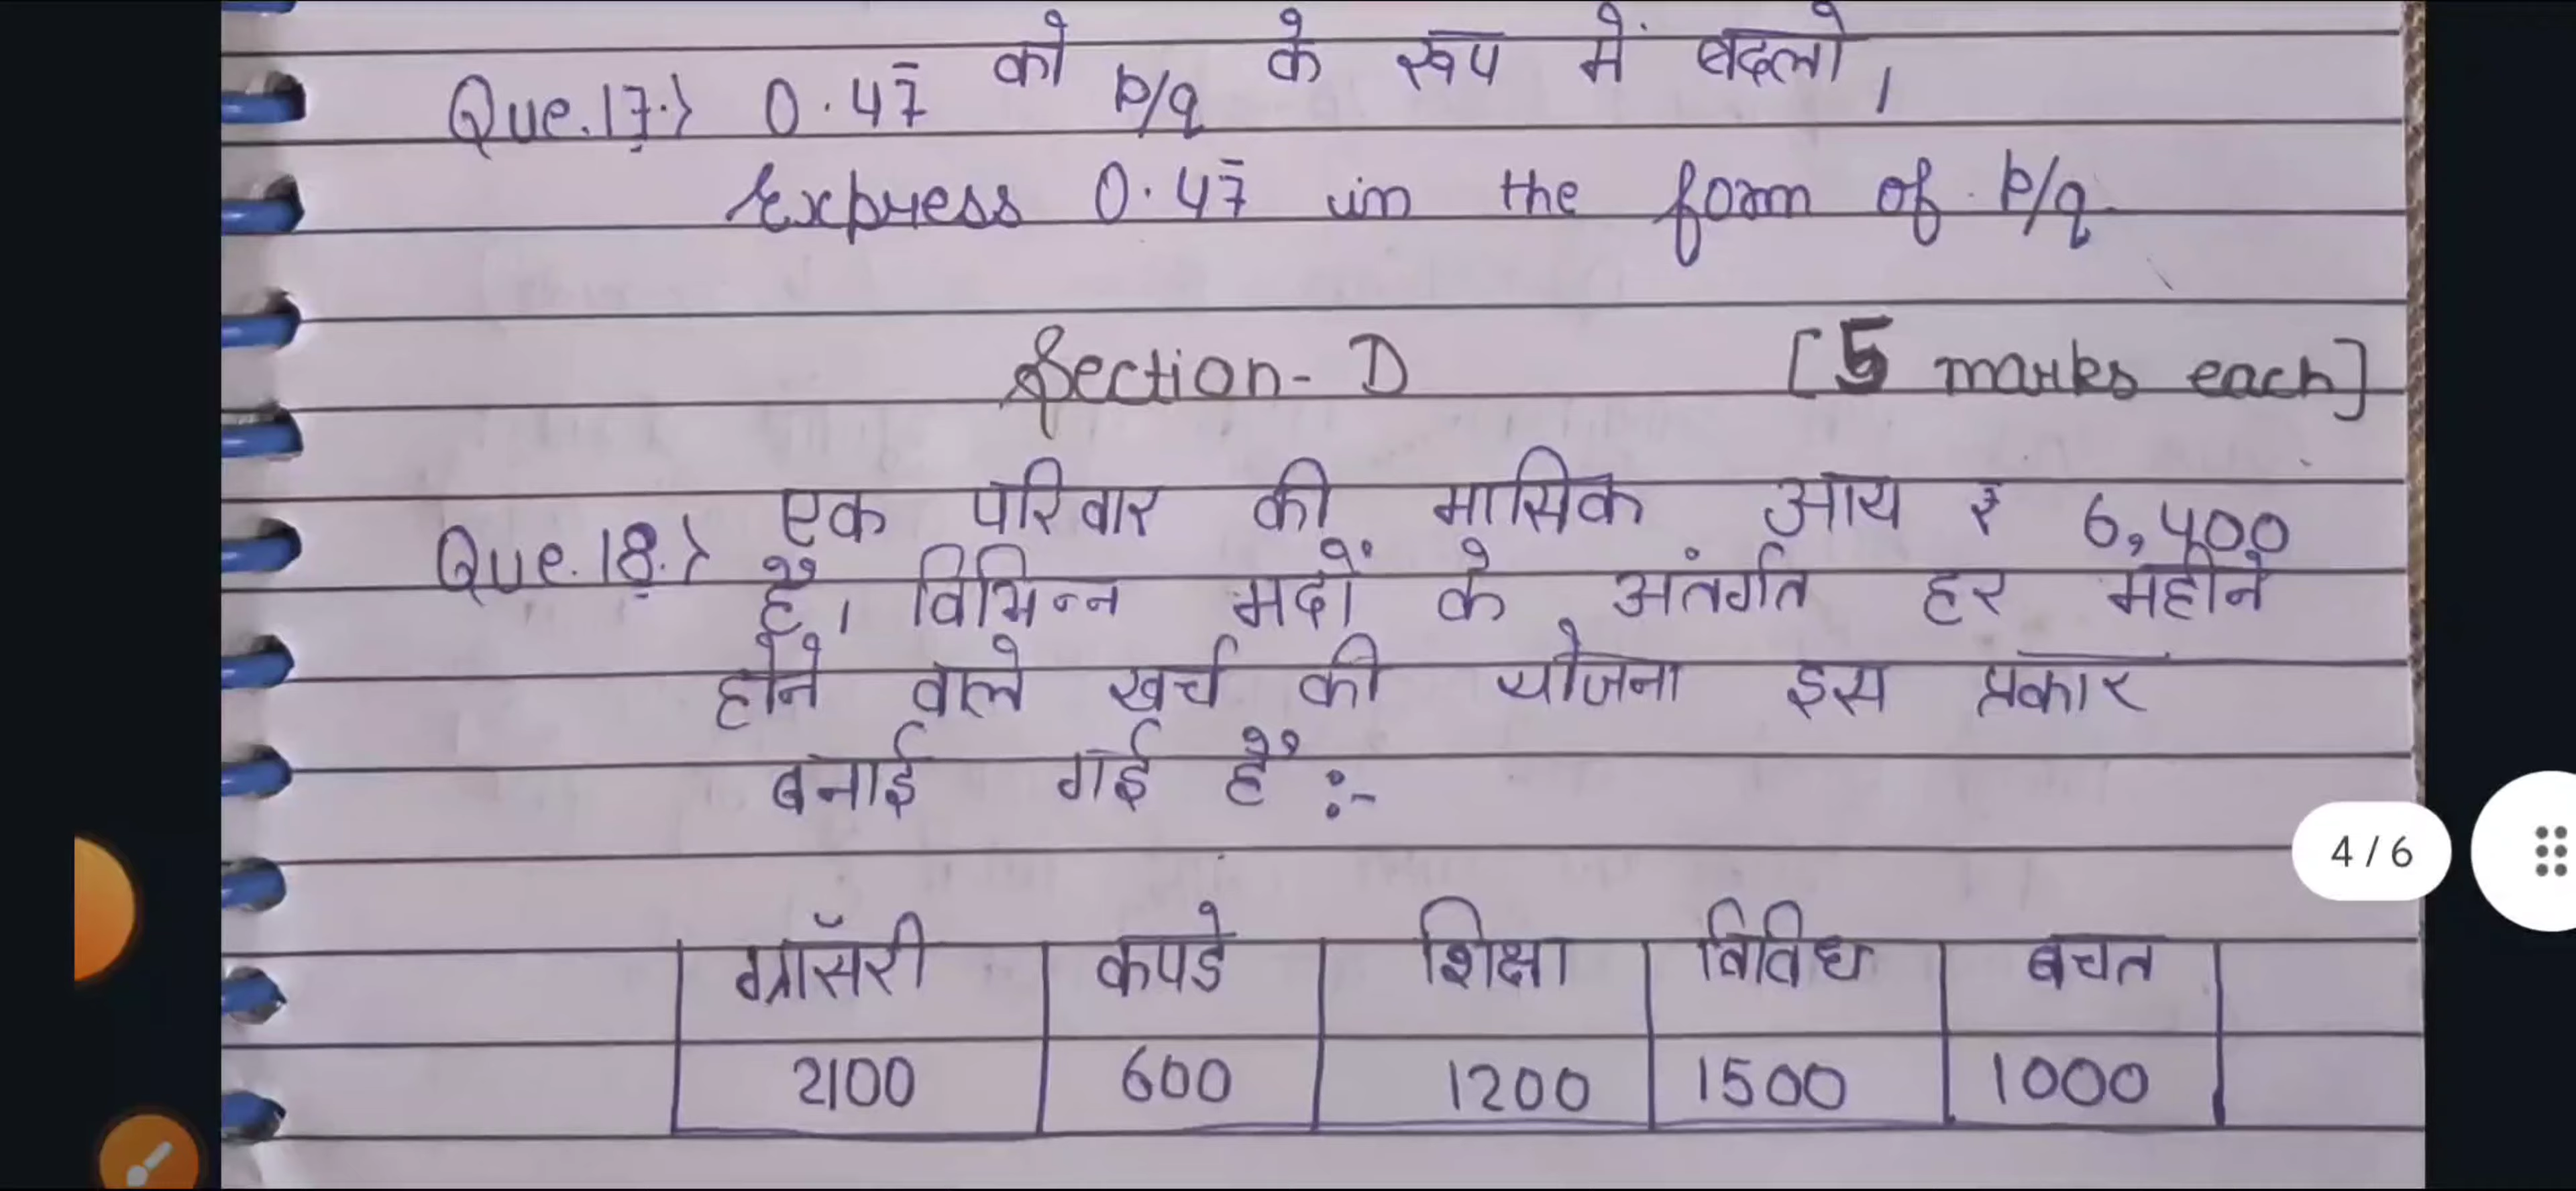 Que.17.> 0.47̄ को p/q के रूप में बदलो,
Express 0.47̄ in the form of p/q.
Section-D [5 marks each]
Que.18.> एक परिवार की मासिक आय ₹ 6,400
हैं, विभिन्न मदों के अंतर्गत हर महीने
होने वाले खर्च की योजना इस प्रकार
बनाई गई हैं :-
4 / 6
ग्रॉसरी कपडे शिक्षा विविध बचत
2100 600 1200 1500 1000